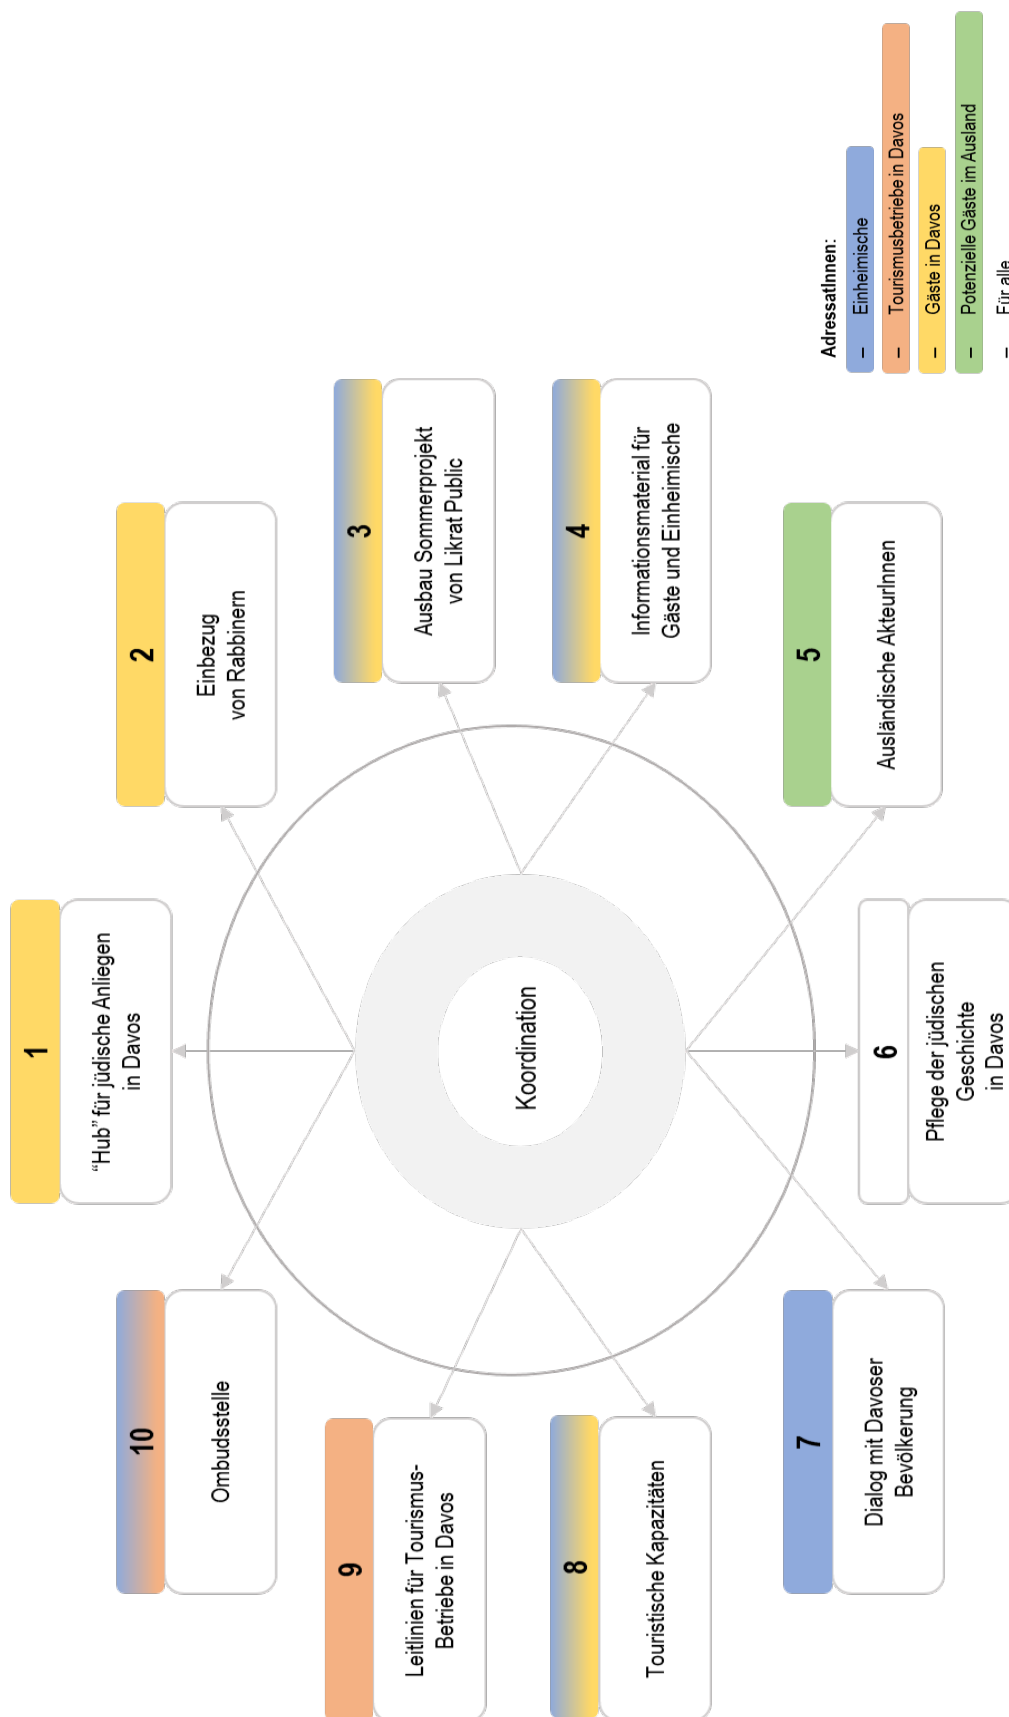 1
“Hub” für jüdische Anliegen
in Davos
2
Einbezug
von Rabbinern
3
Ausbau Sommerprojekt
von Likrat Public
4
Informationsmaterial für
Gäste und Einheimische
5
Ausländische AkteurInnen
6
Pflege der jüdischen
Geschichte
in Davos
7
Dialog mit Davoser
Bevölkerung
8
Touristische Kapazitäten
9
Leitlinien für Tourismus-
Betriebe in Davos
10
Ombudsstelle
Koordination
AdressatInnen:
– Einheimische
– Tourismusbetriebe in Davos
– Gäste in Davos
– Potenzielle Gäste im Ausland
– Für alle